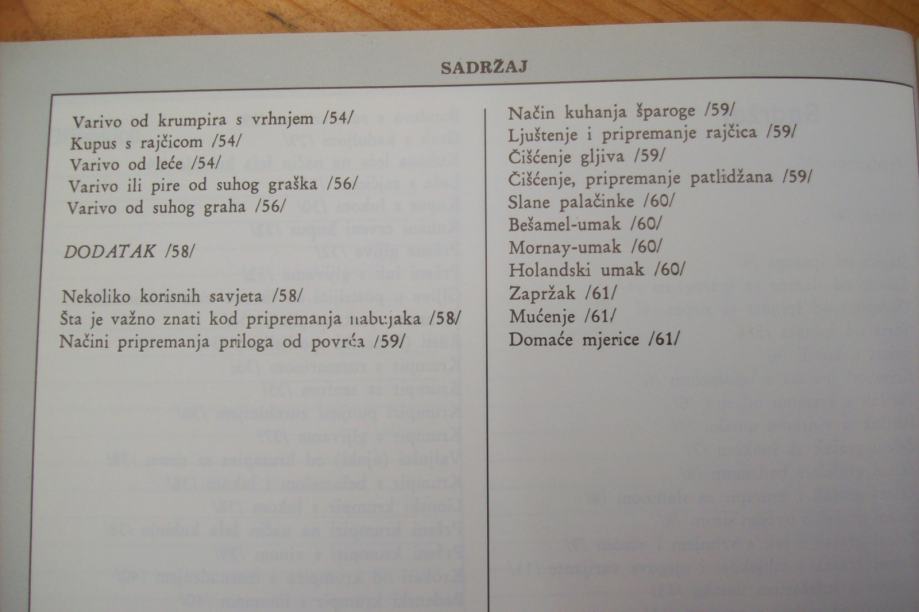 SADRŽAJ
Varivo od krumpira s vrhnjem /54/
Kupus s rajčicom /54/
Varivo od leće /54/
Varivo ili pire od suhog graška /56/
Varivo od suhog graha /56/
DODATAK /58/
Nekoliko korisnih savjeta /58/
Šta je važno znati kod pripremanja nabujaka /58/
Načini pripremanja priloga od povrća /59/
Način kuhanja šparoge /59/
Ljuštenje i pripremanje rajčica /59/
Čišćenje gljiva /59/
Čišćenje, pripremanje patlidžana /59/
Slane palačinke /60/
Bešamel-umak /60/
Mornay-umak /60/
Holandski umak /60/
Zapržak /61/
Mućenje /61/
Domaće mjerice /61/